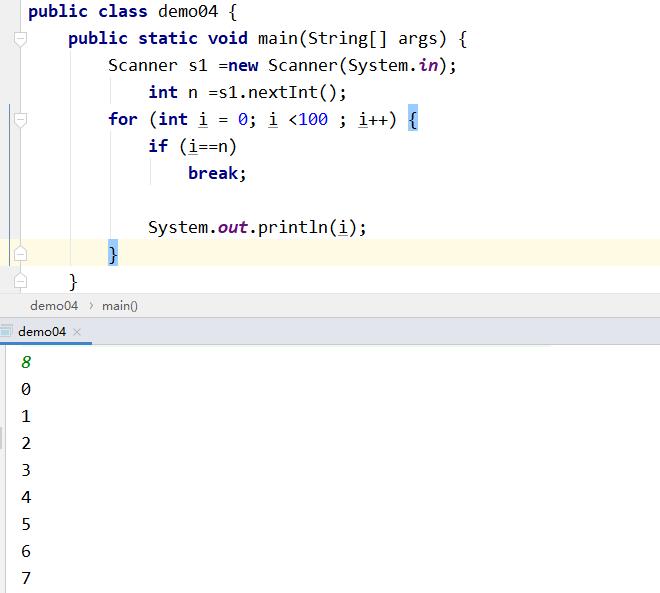 public class demo04 {
public static void main(String[] args) {
Scanner s1 =new Scanner(System.in);
int n =s1.nextInt();
for (int i = 0; i <100 ; i++) {
if (i==n)
break;
System.out.println(i);
}
}
demo04 › main()
demo04 ×
8
0
1
2
3
4
5
6
7